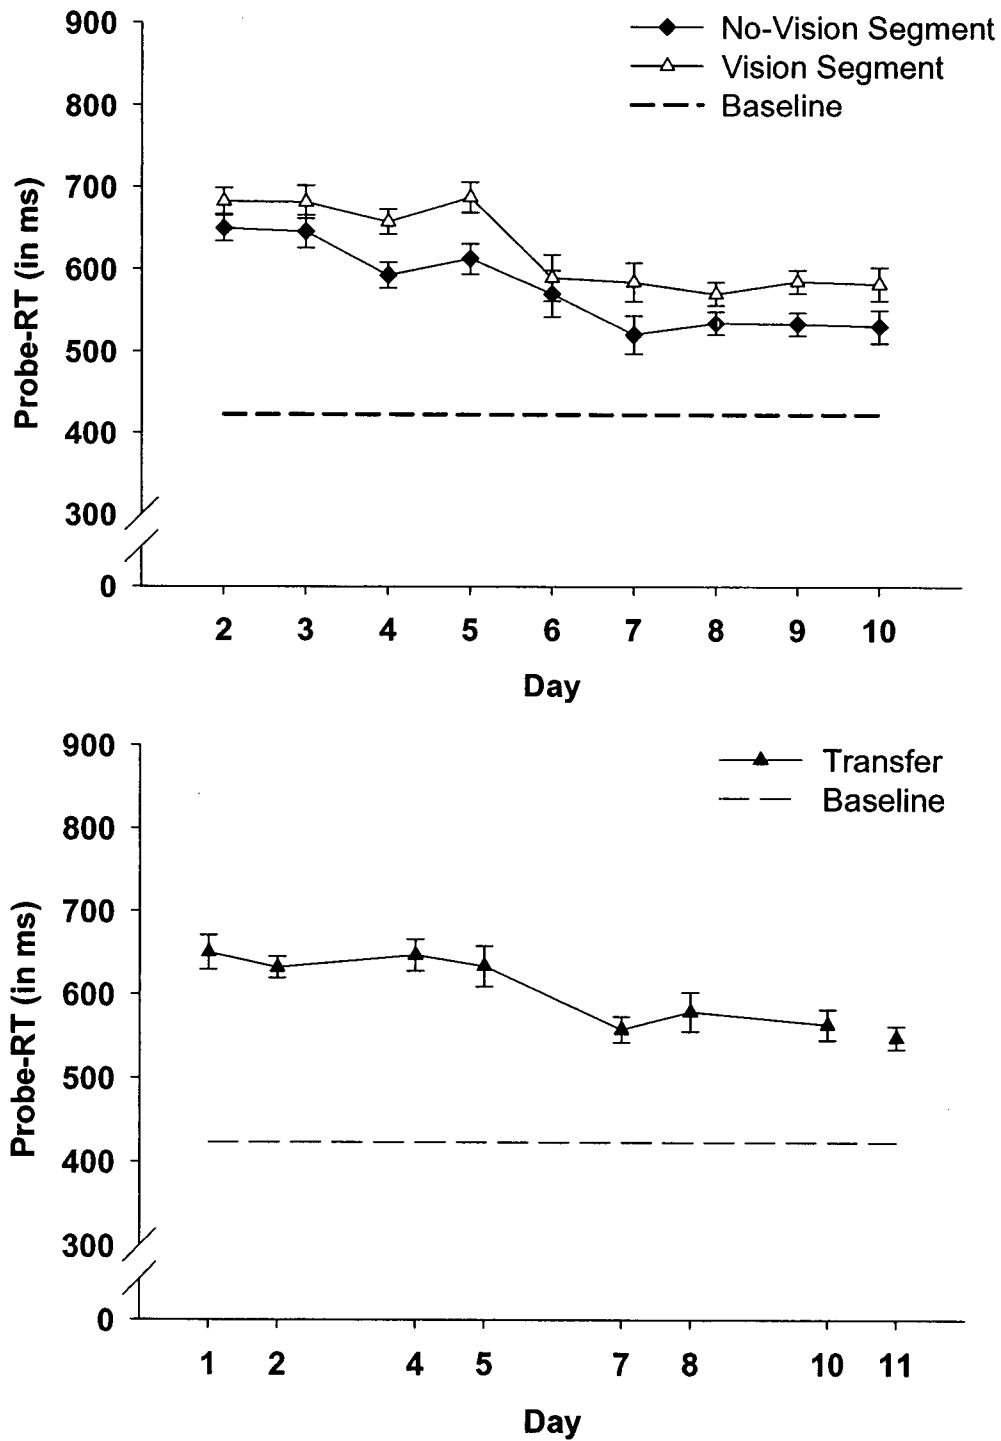 900
No-Vision Segment
Vision Segment
Baseline
800
700
600
500
400
300
0
Probe-RT (in ms)
2 3 4 5 6 7 8 9 10
Day
900
Transfer
Baseline
800
700
600
500
400
300
0
Probe-RT (in ms)
1 2 4 5 7 8 10 11
Day